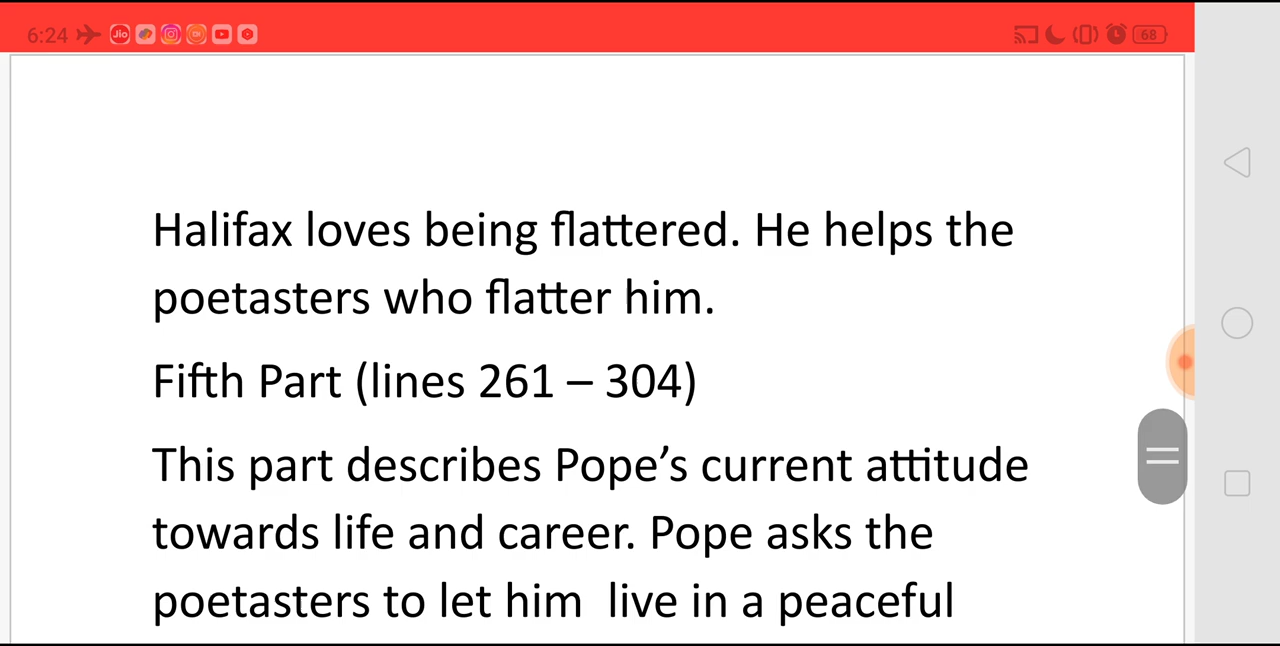 6:24 Jio 68
Halifax loves being flattered. He helps the
poetasters who flatter him.
Fifth Part (lines 261 – 304)
This part describes Pope’s current attitude
towards life and career. Pope asks the
poetasters to let him  live in a peaceful